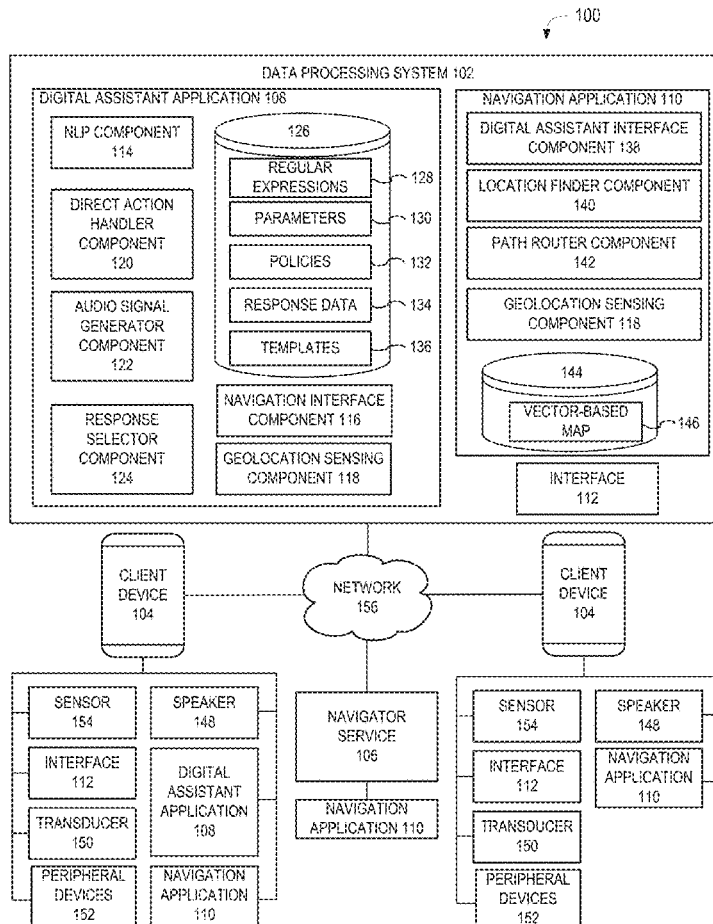 100
DATA PROCESSING SYSTEM 102
DIGITAL ASSISTANT APPLICATION 108
NLP COMPONENT
114
DIRECT ACTION
HANDLER
COMPONENT
120
AUDIO SIGNAL
GENERATOR
COMPONENT
122
RESPONSE
SELECTOR
COMPONENT
124
126
REGULAR
EXPRESSIONS
128
PARAMETERS
130
POLICIES
132
RESPONSE DATA
134
TEMPLATES
136
NAVIGATION INTERFACE
COMPONENT 116
GEOLOCATION SENSING
COMPONENT 118
NAVIGATION APPLICATION 110
DIGITAL ASSISTANT INTERFACE
COMPONENT 138
LOCATION FINDER COMPONENT
140
PATH ROUTER COMPONENT
142
GEOLOCATION SENSING
COMPONENT 118
144
VECTOR-BASED
MAP
146
INTERFACE
112
CLIENT
DEVICE
104
NETWORK
156
CLIENT
DEVICE
104
SENSOR
154
INTERFACE
112
TRANSDUCER
150
PERIPHERAL
DEVICES
152
SPEAKER
148
DIGITAL
ASSISTANT
APPLICATION
108
NAVIGATION
APPLICATION
110
NAVIGATOR
SERVICE
106
NAVIGATION
APPLICATION 110
SENSOR
154
INTERFACE
112
TRANSDUCER
150
PERIPHERAL
DEVICES
152
SPEAKER
148
NAVIGATION
APPLICATION
110